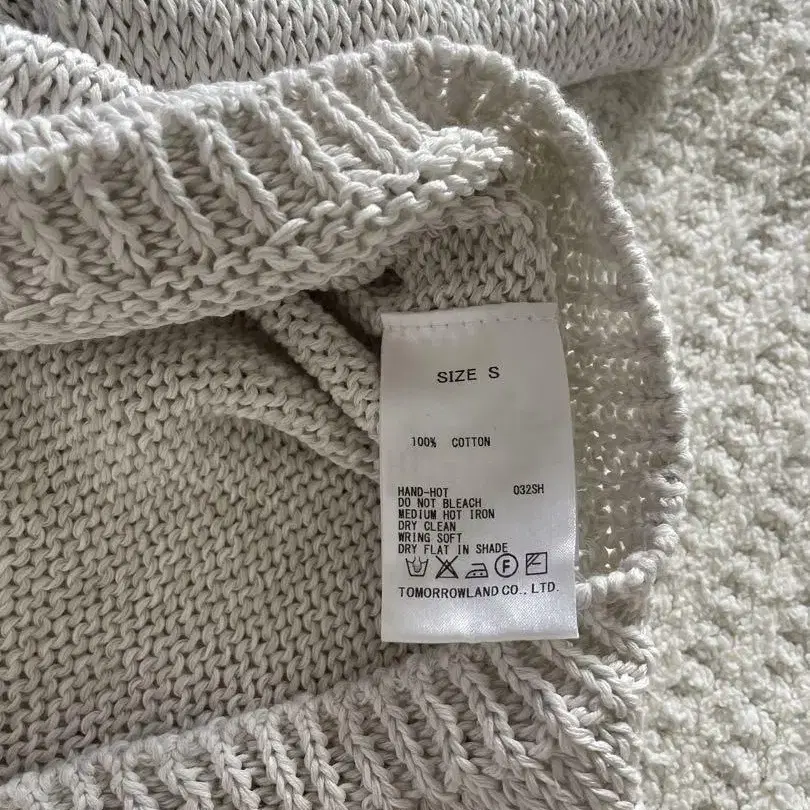 SIZE S
100% COTTON
HAND-HOT 032SH
DO NOT BLEACH
MEDIUM HOT IRON
DRY CLEAN
WRING SOFT
DRY FLAT IN SHADE
F
TOMORROWLAND CO., LTD.